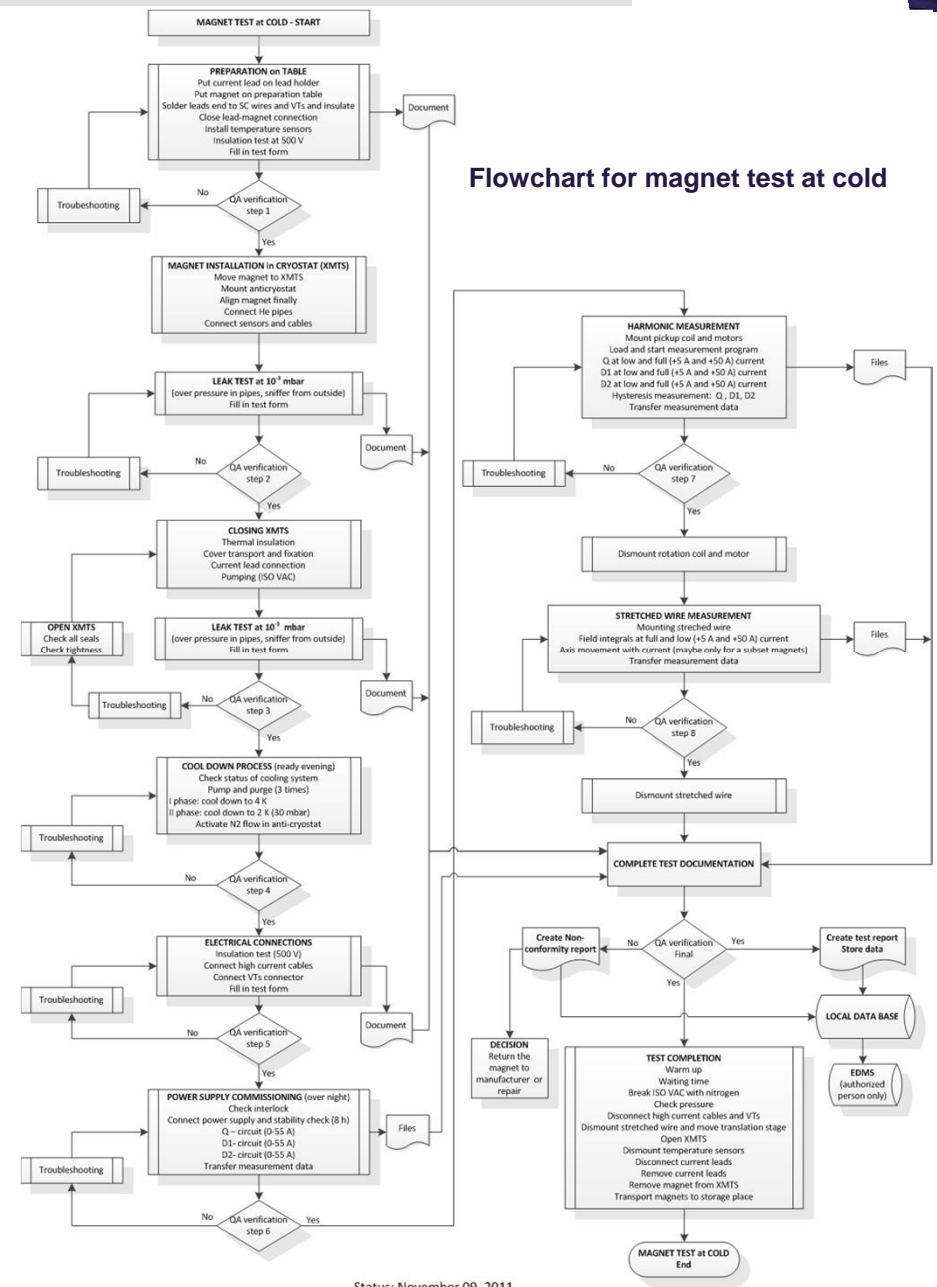 MAGNET TEST at COLD - START
PREPARATION on TABLE
Put current lead on lead holder
Put magnet on preparation table
Solder leads end to SC wires and VTs and insulate
Close lead-magnet connection
Install temperature sensors
Insulation test at 500 V
Fill in test form
Document
Flowchart for magnet test at cold
Troubeshooting
No
QA verification
step 1
Yes
MAGNET INSTALLATION in CRYOSTAT (XMTS)
Move magnet to XMTS
Mount anticryostat
Align magnet finally
Connect He pipes
Connect sensors and cables
LEAK TEST at 10⁻³ mbar
(over pressure in pipes, sniffer from outside)
Fill in test form
Document
Troubleshooting
No
QA verification
step 2
Yes
CLOSING XMTS
Thermal insulation
Cover transport and fixation
Current lead connection
Pumping (ISO VAC)
OPEN XMTS
Check all seals
Check tightness
LEAK TEST at 10⁻³ mbar
(over pressure in pipes, sniffer from outside)
Fill in test form
Document
Troubleshooting
No
QA verification
step 3
Yes
COOL DOWN PROCESS (ready evening)
Check status of cooling system
Pump and purge (3 times)
I phase: cool down to 4 K
II phase: cool down to 2 K (30 mbar)
Activate N2 flow in anti-cryostat
Troubleshooting
No
QA verification
step 4
Yes
ELECTRICAL CONNECTIONS
Insulation test (500 V)
Connect high current cables
Connect VTs connector
Fill in test form
Troubleshooting
Document
No
QA verification
step 5
Yes
POWER SUPPLY COMMISSIONING (over night)
Check interlock
Connect power supply and stability check (8 h)
Q – circuit (0-55 A)
D1- circuit (0-55 A)
D2- circuit (0-55 A)
Transfer measurement data
Files
Troubleshooting
No
QA verification
step 6
Yes
HARMONIC MEASUREMENT
Mount pickup coil and motors
Load and start measurement program
Q at low and full (+5 A and +50 A) current
D1 at low and full (+5 A and +50 A) current
D2 at low and full (+5 A and +50 A) current
Hysteresis measurement: Q , D1, D2
Transfer measurement data
Files
Troubleshooting
No
QA verification
step 7
Yes
Dismount rotation coil and motor
STRETCHED WIRE MEASUREMENT
Mounting streched wire
Field integrals at full and low (+5 A and +50 A) current
Axis movement with current (maybe only for a subset magnets)
Transfer measurement data
Files
Troubleshooting
No
QA verification
step 8
Yes
Dismount stretched wire
COMPLETE TEST DOCUMENTATION
Create Non-
conformity report
No
QA verification
Final
Yes
Create test report
Store data
Yes
LOCAL DATA BASE
DECISION
Return the
magnet to
manufacturer or
repair
EDMS
(authorized
person only)
TEST COMPLETION
Warm up
Waiting time
Break ISO VAC with nitrogen
Check pressure
Disconnect high current cables and VTs
Dismount stretched wire and move translation stage
Open XMTS
Dismount temperature sensors
Disconnect current leads
Remove current leads
Remove magnet from XMTS
Transport magnets to storage place
MAGNET TEST at COLD
End
Status: November 09, 2011